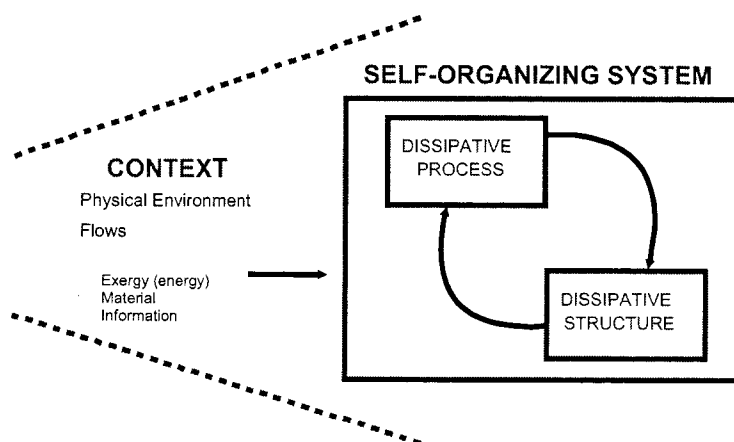 SELF-ORGANIZING SYSTEM
CONTEXT
Physical Environment
Flows
Exergy (energy)
Material
Information
DISSIPATIVE
PROCESS
DISSIPATIVE
STRUCTURE